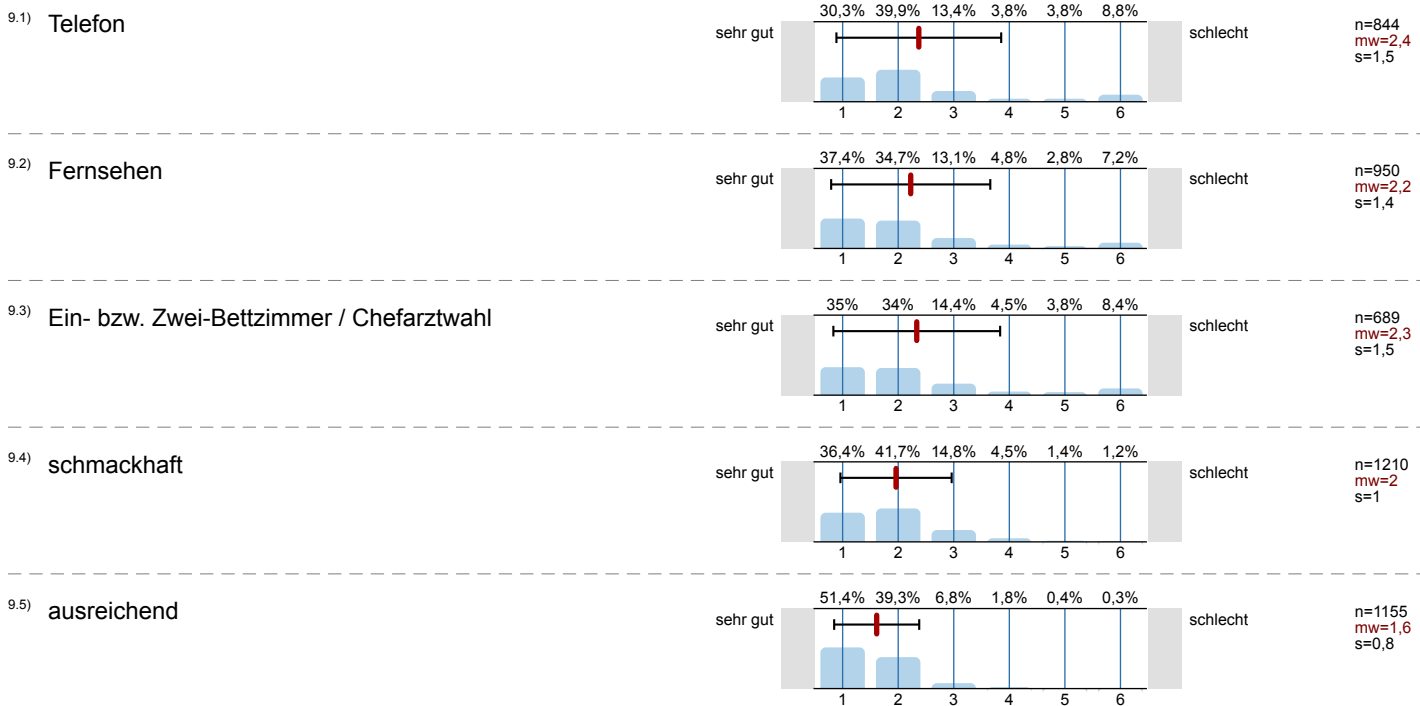 9.1) Telefon
30,3% 39,9% 13,4% 3,8% 3,8% 8,8%
sehr gut schlecht
n=844
mw=2,4
s=1,5
1 2 3 4 5 6
9.2) Fernsehen
37,4% 34,7% 13,1% 4,8% 2,8% 7,2%
sehr gut schlecht
n=950
mw=2,2
s=1,4
1 2 3 4 5 6
9.3) Ein- bzw. Zwei-Bettzimmer / Chefarztwahl
35% 34% 14,4% 4,5% 3,8% 8,4%
sehr gut schlecht
n=689
mw=2,3
s=1,5
1 2 3 4 5 6
9.4) schmackhaft
36,4% 41,7% 14,8% 4,5% 1,4% 1,2%
sehr gut schlecht
n=1210
mw=2
s=1
1 2 3 4 5 6
9.5) ausreichend
51,4% 39,3% 6,8% 1,8% 0,4% 0,3%
sehr gut schlecht
n=1155
mw=1,6
s=0,8
1 2 3 4 5 6